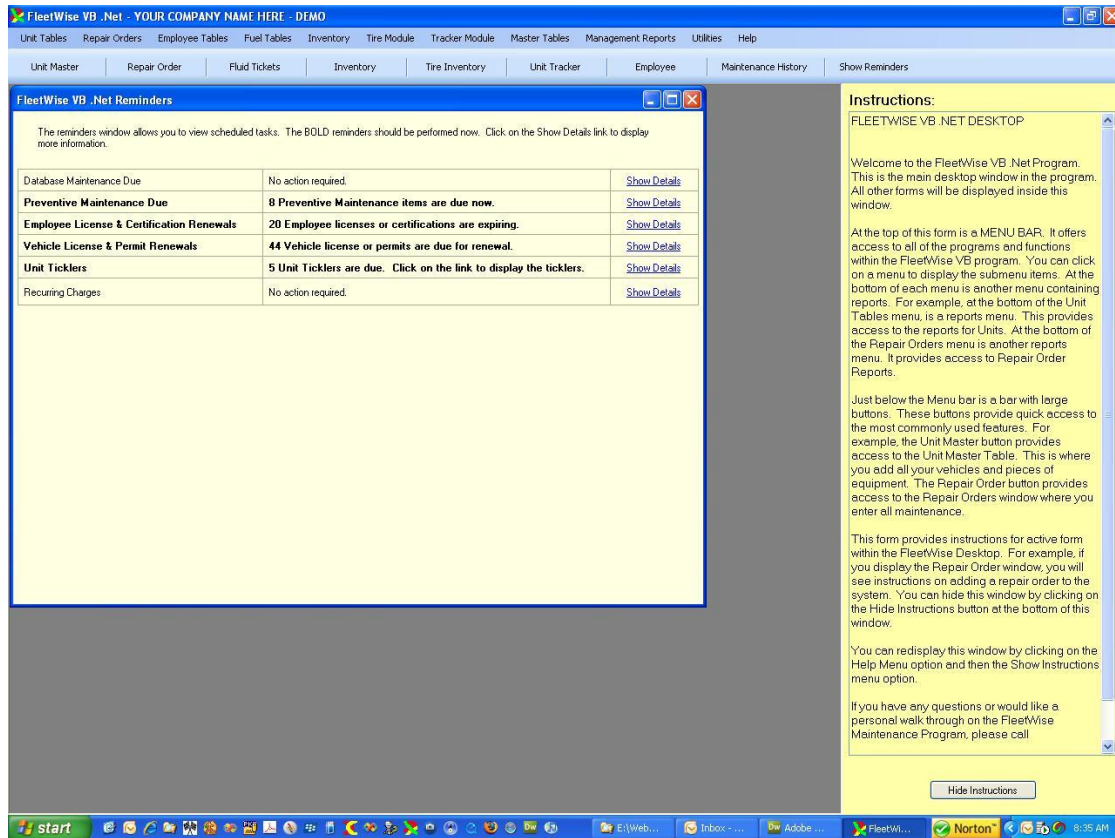 FleetWise VB .Net - YOUR COMPANY NAME HERE - DEMO
Unit Tables Repair Orders Employee Tables Fuel Tables Inventory Tire Module Tracker Module Master Tables Management Reports Utilities Help
Unit Master Repair Order Fluid Tickets Inventory Tire Inventory Unit Tracker Employee Maintenance History Show Reminders
FleetWise VB .Net Reminders
The reminders window allows you to view scheduled tasks. The BOLD reminders should be performed now. Click on the Show Details link to display
more information.
Database Maintenance Due No action required. Show Details
Preventive Maintenance Due 8 Preventive Maintenance items are due now. Show Details
Employee License & Certification Renewals 20 Employee licenses or certifications are expiring. Show Details
Vehicle License & Permit Renewals 44 Vehicle license or permits are due for renewal. Show Details
Unit Ticklers 5 Unit Ticklers are due. Click on the link to display the ticklers. Show Details
Recurring Charges No action required. Show Details
Instructions:
FLEETWISE VB .NET DESKTOP
Welcome to the FleetWise VB .Net Program.
This is the main desktop window in the program.
All other forms will be displayed inside this
window.
At the top of this form is a MENU BAR. It offers
access to all of the programs and functions
within the FleetWise VB program. You can click
on a menu to display the submenu items. At the
bottom of each menu is another menu containing
reports. For example, at the bottom of the Unit
Tables menu, is a reports menu. This provides
access to the reports for Units. At the bottom of
the Repair Orders menu is another reports
menu. It provides access to Repair Order
Reports.
Just below the Menu bar is a bar with large
buttons. These buttons provide quick access to
the most commonly used features. For
example, the Unit Master button provides
access to the Unit Master Table. This is where
you add all your vehicles and pieces of
equipment. The Repair Order button provides
access to the Repair Orders window where you
enter all maintenance.
This form provides instructions for active form
within the FleetWise Desktop. For example, if
you display the Repair Order window, you will
see instructions on adding a repair order to the
system. You can hide this window by clicking on
the Hide Instructions button at the bottom of this
window.
You can redisplay this window by clicking on the
Help Menu option and then the Show Instructions
menu option.
If you have any questions or would like a
personal walk through on the FleetWise
Maintenance Program, please call
Hide Instructions
start E:\Web... Inbox - ... Adobe ... FleetWi... Norton 8:35 AM